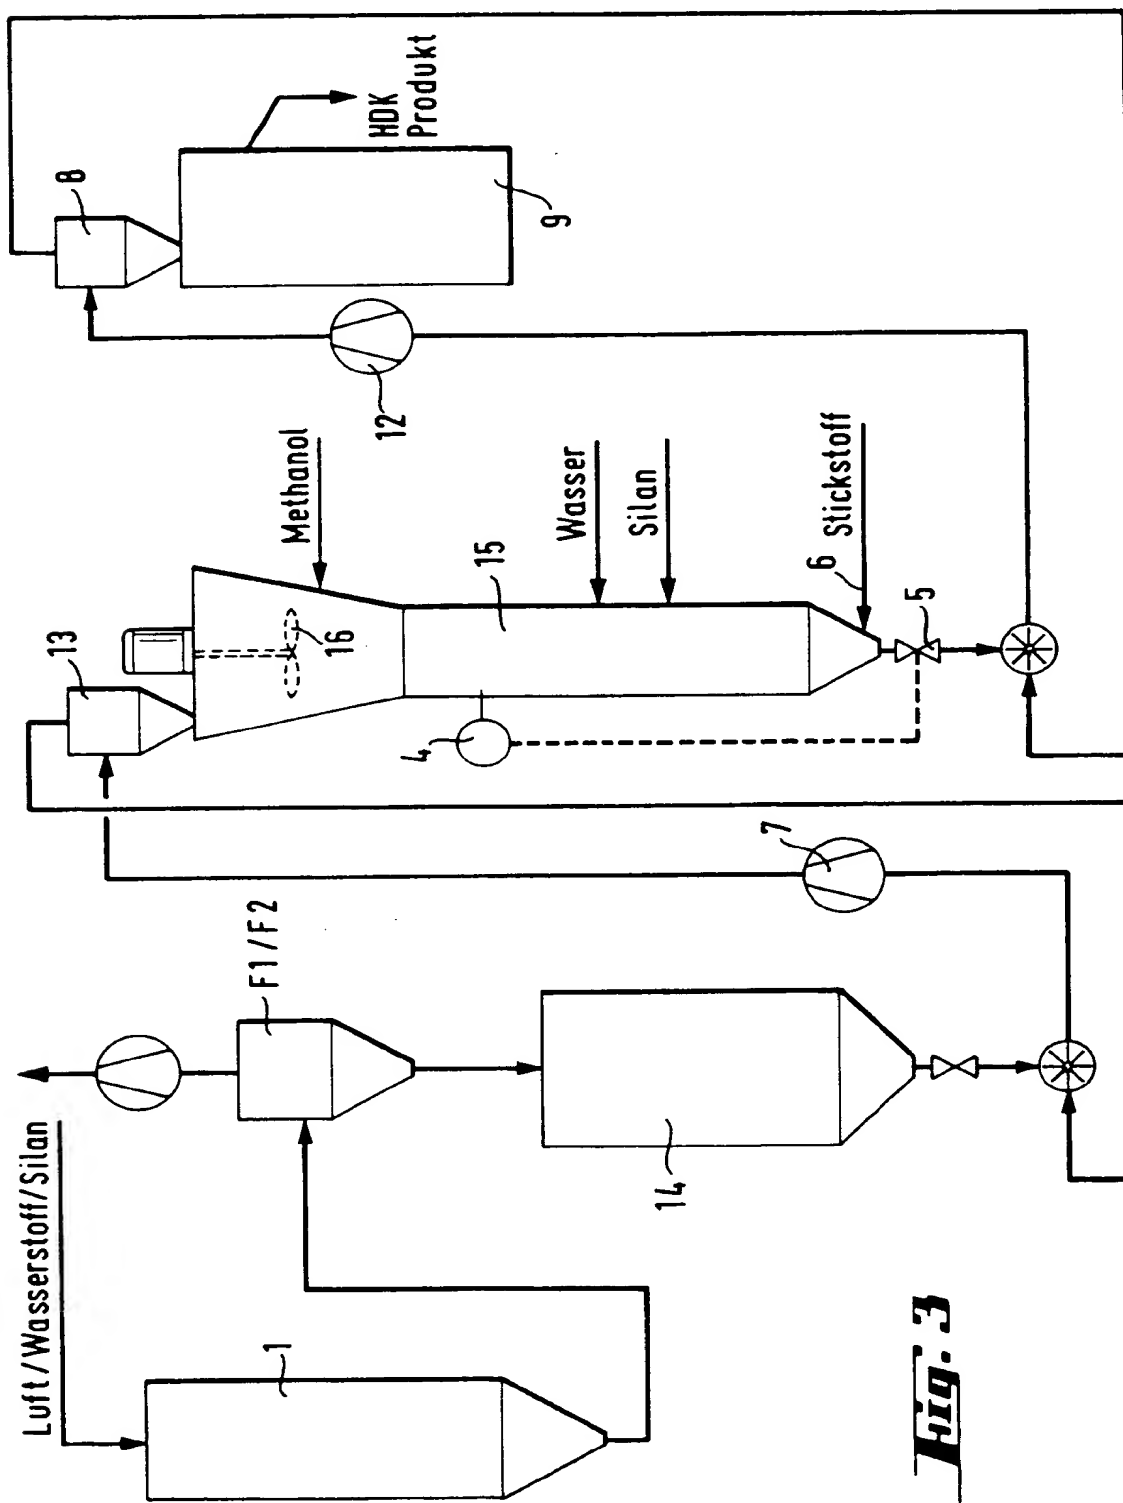 Luft/Wasserstoff/Silan
1
F1/F2
14
7
13
Methanol
16
15
4
Wasser
Silan
6
Stickstoff
5
12
8
HDK
Produkt
9
Fig. 3